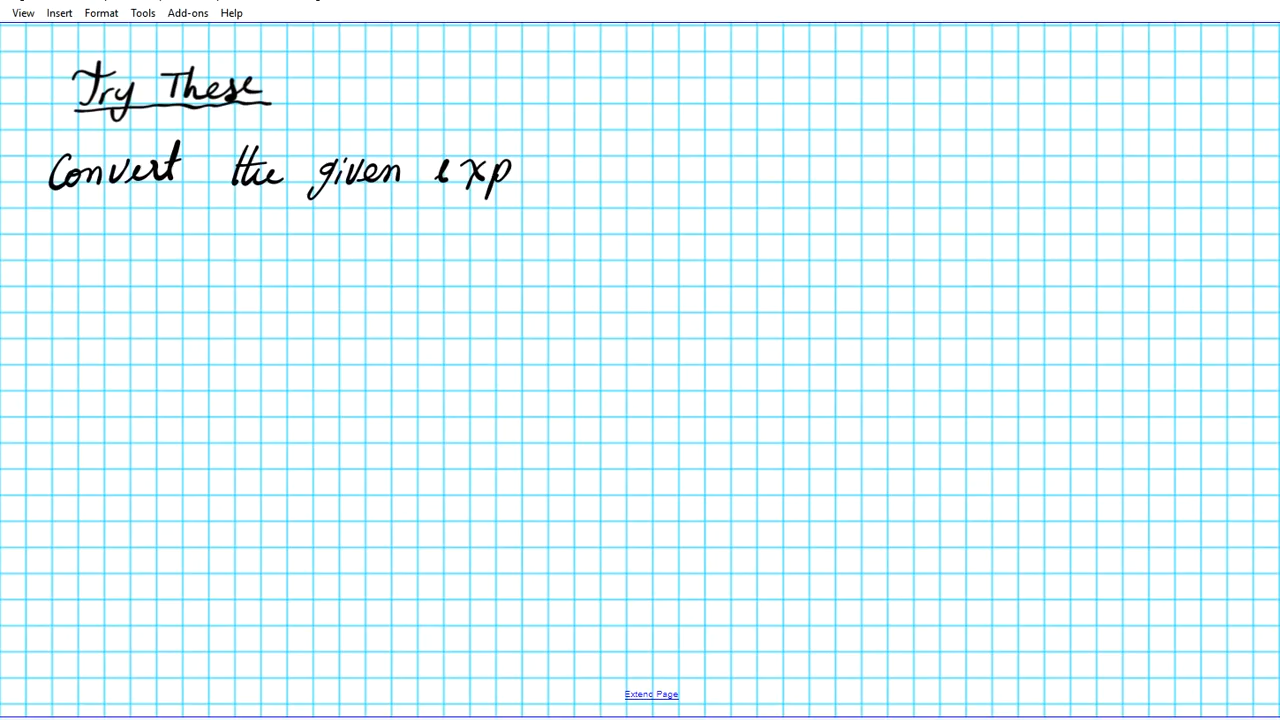 View Insert Format Tools Add-ons Help
Try These
Convert the given exp
Extend Page